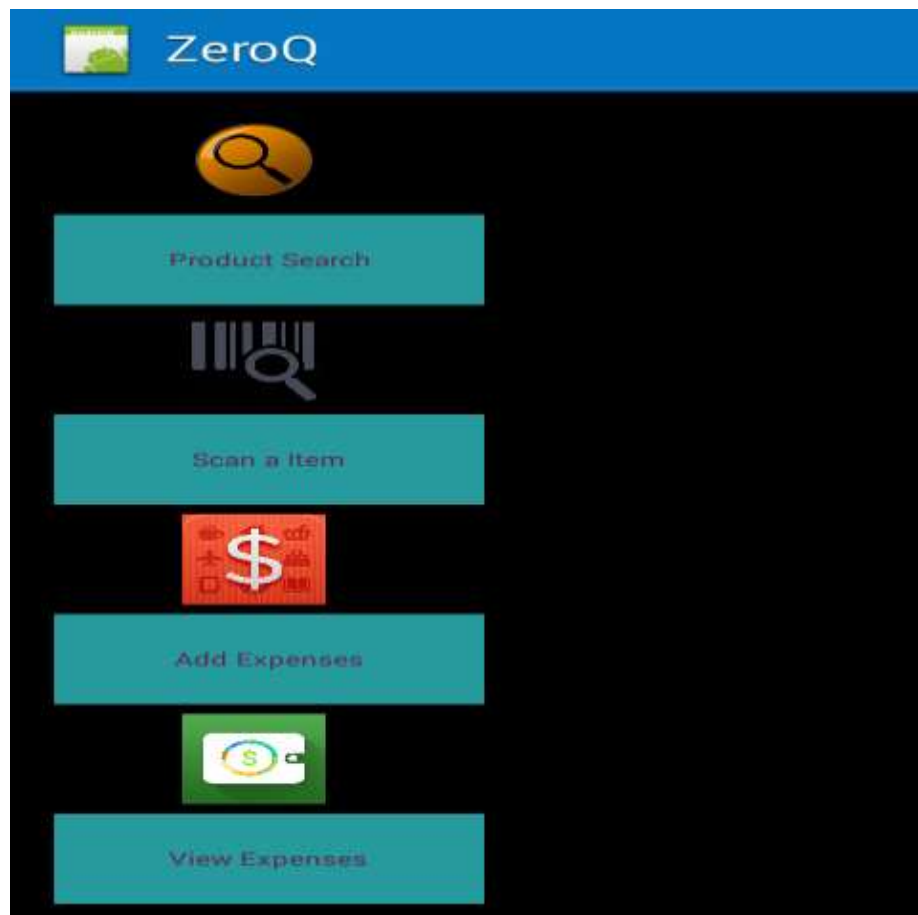 ZeroQ
Product Search
Scan a Item
$
Add Expenses
$
View Expenses